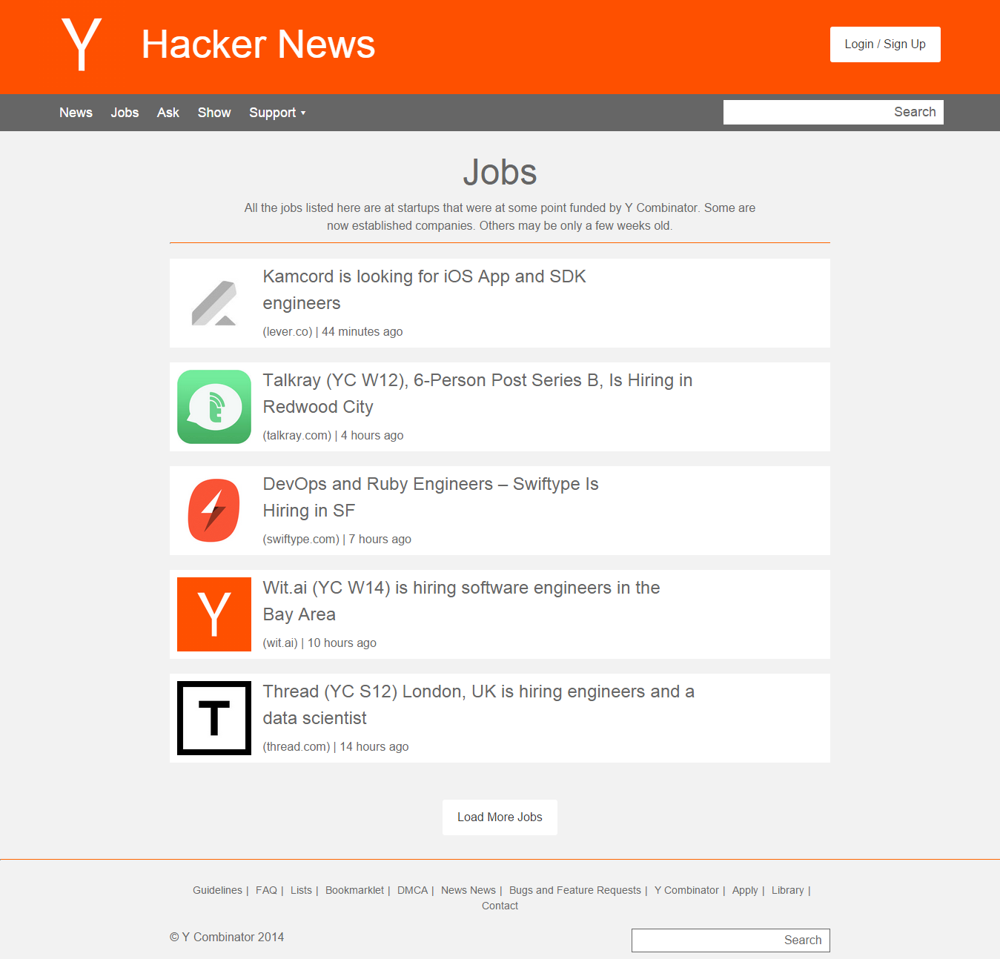 Y Hacker News
Login / Sign Up
News Jobs Ask Show Support
Search
Jobs
All the jobs listed here are at startups that were at some point funded by Y Combinator. Some are
now established companies. Others may be only a few weeks old.
Kamcord is looking for iOS App and SDK
engineers
(lever.co) | 44 minutes ago
Talkray (YC W12), 6-Person Post Series B, Is Hiring in
Redwood City
(talkray.com) | 4 hours ago
DevOps and Ruby Engineers – Swiftype Is
Hiring in SF
(swiftype.com) | 7 hours ago
Y
Wit.ai (YC W14) is hiring software engineers in the
Bay Area
(wit.ai) | 10 hours ago
T
Thread (YC S12) London, UK is hiring engineers and a
data scientist
(thread.com) | 14 hours ago
Load More Jobs
Guidelines | FAQ | Lists | Bookmarklet | DMCA | News News | Bugs and Feature Requests | Y Combinator | Apply | Library |
Contact
© Y Combinator 2014
Search